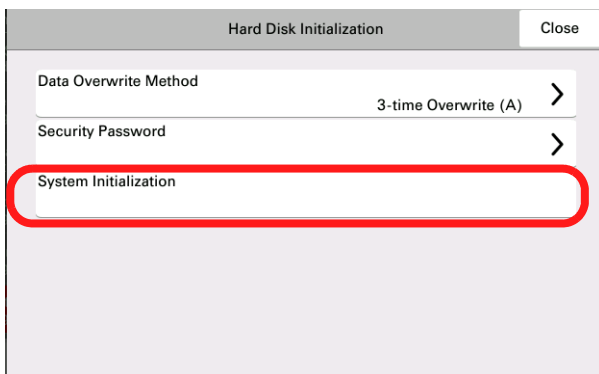 Hard Disk Initialization
Close
Data Overwrite Method
3-time Overwrite (A)
Security Password
System Initialization